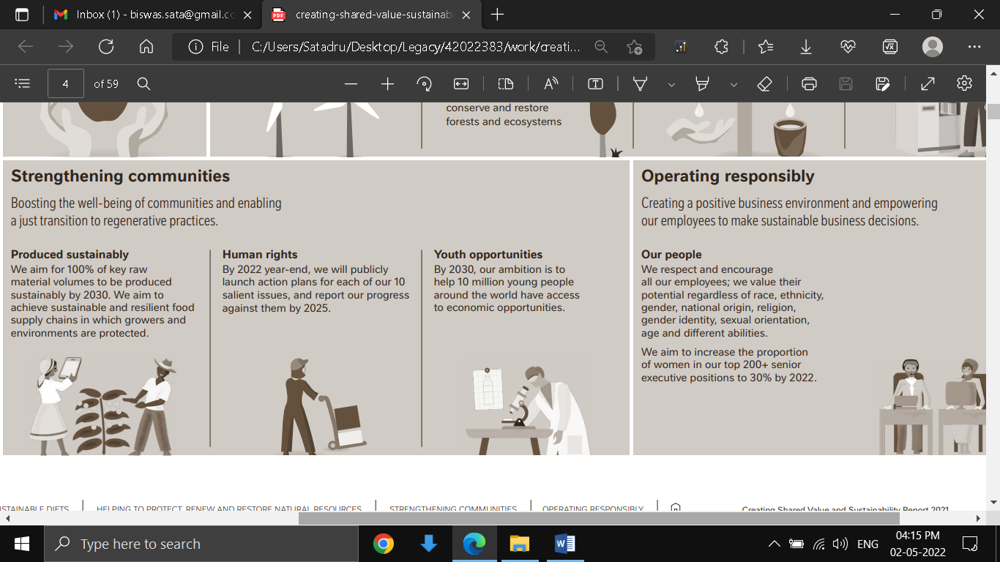 Inbox (1) - biswas.sata@gmail.co
creating-shared-value-sustainab
File
C:/Users/Satadru/Desktop/Legacy/42022383/work/creati...
4
of 59
conserve and restore
forests and ecosystems
Strengthening communities
Boosting the well-being of communities and enabling
a just transition to regenerative practices.
Produced sustainably
We aim for 100% of key raw
material volumes to be produced
sustainably by 2030. We aim to
achieve sustainable and resilient food
supply chains in which growers and
environments are protected.
Human rights
By 2022 year-end, we will publicly
launch action plans for each of our 10
salient issues, and report our progress
against them by 2025.
Youth opportunities
By 2030, our ambition is to
help 10 million young people
around the world have access
to economic opportunities.
Operating responsibly
Creating a positive business environment and empowering
our employees to make sustainable business decisions.
Our people
We respect and encourage
all our employees; we value their
potential regardless of race, ethnicity,
gender, national origin, religion,
gender identity, sexual orientation,
age and different abilities.
We aim to increase the proportion
of women in our top 200+ senior
executive positions to 30% by 2022.
STAINABLE DIETS
HELPING TO PROTECT, RENEW AND RESTORE NATURAL RESOURCES
STRENGTHENING COMMUNITIES
OPERATING RESPONSIBLY
Creating Shared Value and Sustainability Report 2021
Type here to search
ENG
04:15 PM
02-05-2022